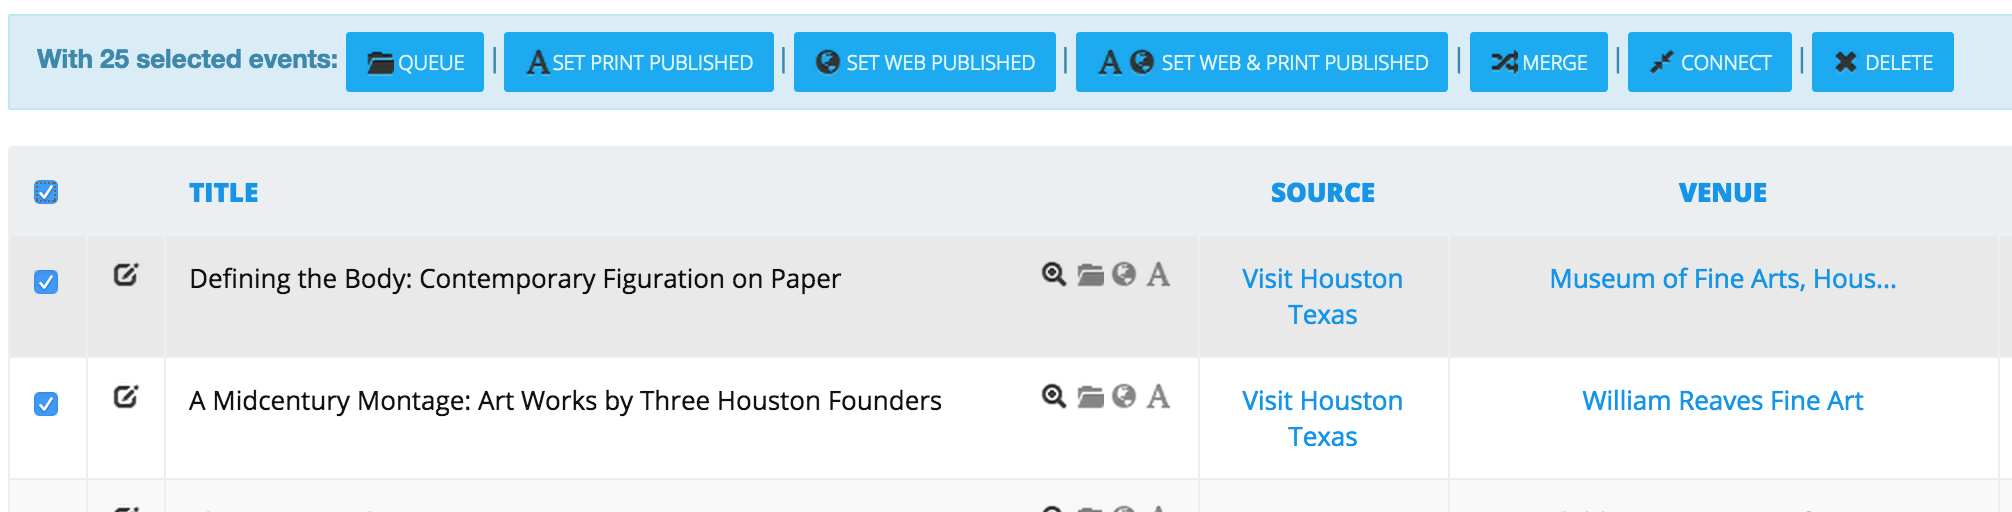 With 25 selected events: QUEUE | SET PRINT PUBLISHED | SET WEB PUBLISHED | SET WEB & PRINT PUBLISHED | MERGE | CONNECT | DELETE
TITLE SOURCE VENUE
Defining the Body: Contemporary Figuration on Paper Visit Houston Museum of Fine Arts, Hous...
Texas
A Midcentury Montage: Art Works by Three Houston Founders Visit Houston William Reaves Fine Art
Texas